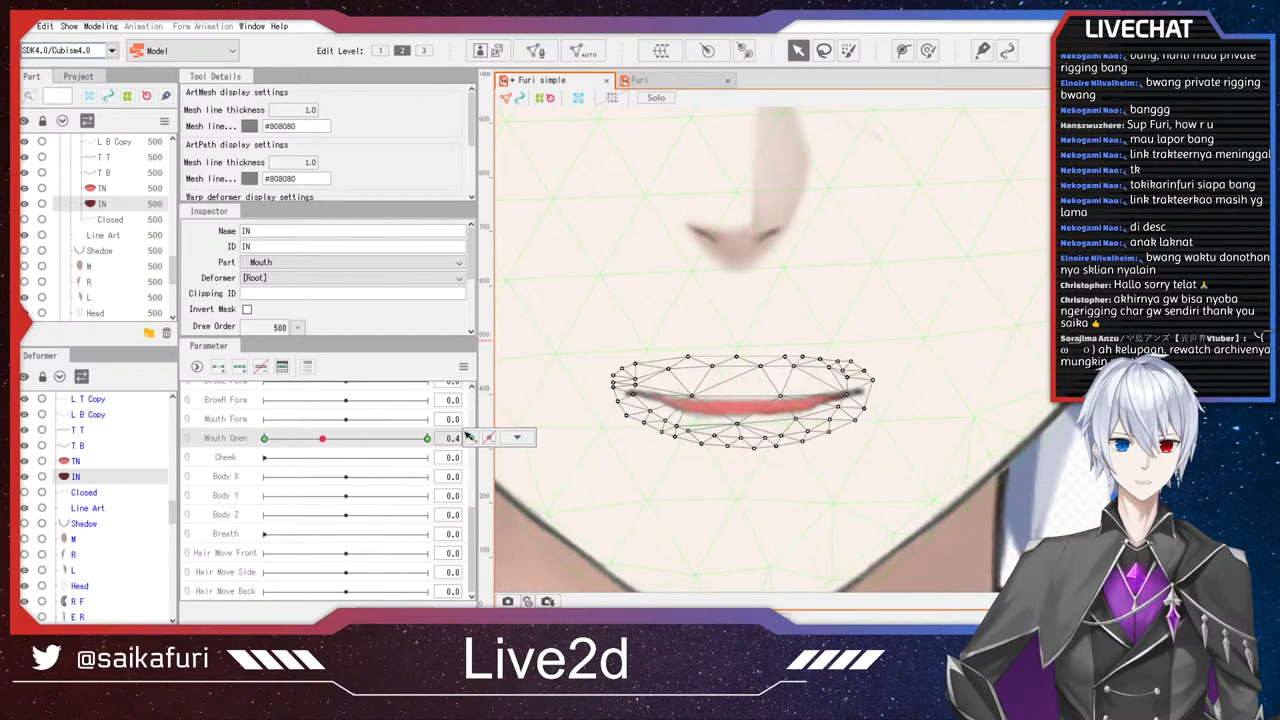 Edit Show Modeling Animation Form Animation Window Help
SDK4.0/Cubism4.0
Model
Edit Level: 1 2 3
AUTO
Part Project
Tool Details
ArtMesh display settings
Mesh line thickness 1.0
Mesh line... #808080
ArtPath display settings
Mesh line thickness 1.0
Mesh line... #808080
Warp deformer display settings
L B Copy 500
T T 500
T B 500
TN 500
IN 500
Closed 500
Line Art 500
Shadow 500
M 500
R 500
L 500
Head 500
Inspector
Name IN
ID IN
Part Mouth
Deformer [Root]
Clipping ID
Invert Mask
Draw Order 500
Deformer
L T Copy
L B Copy
T T
T B
TN
IN
Closed
Line Art
Shadow
M
R
L
Head
R F
E R
Parameter
BrowR Form 0.0
Mouth Form 0.0
Mouth Open 0.4
Cheek 0.0
Body X 0.0
Body Y 0.0
Body Z 0.0
Breath 0.0
Hair Move Front 0.0
Hair Move Side 0.0
Hair Move Back 0.0
* Furi simple
Furi
Solo
LIVECHAT
Nekogami Nao: bang, nanti mau private
rigging bang
Elnoire Nilvalheim: bwang private rigging
bwang
Nekogami Nao: banggg
Hanszwuzhere: Sup Furi, how r u
Nekogami Nao: mau lapor bang
Nekogami Nao: link trakteernya meninggal
Nekogami Nao: tk
Nekogami Nao: tokikarinfuri siapa bang
Nekogami Nao: link trakteerkao masih yg
lama
Nekogami Nao: di desc
Nekogami Nao: anak laknat
Elnoire Nilvalheim: bwang waktu donothon
nya sklian nyalain
Christopher: Hallo sorry telat 🙏
Christopher: akhirnya gw bisa nyoba
ngerigging char gw sendiri thank you
saika 👍
ah kelupaan, rewatch archivenya
mungkin
@saikafuri
Live2d